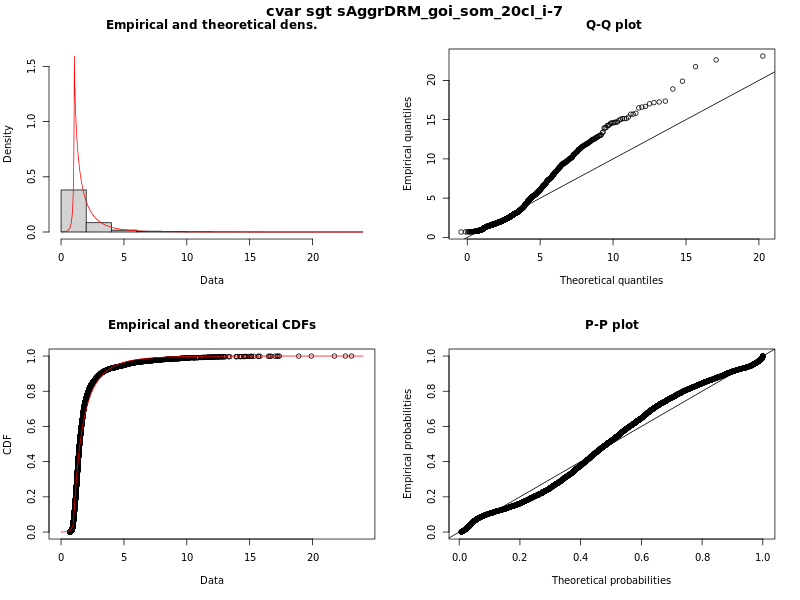 cvar sgt sAggrDRM_goi_som_20cl_i-7
Empirical and theoretical dens.
Density
0.0 0.5 1.0 1.5
0 5 10 15 20
Data
Q-Q plot
Empirical quantiles
0 5 10 15 20
0 5 10 15 20
Theoretical quantiles
Empirical and theoretical CDFs
CDF
0.0 0.2 0.4 0.6 0.8 1.0
0 5 10 15 20
Data
P-P plot
Empirical probabilities
0.0 0.2 0.4 0.6 0.8 1.0
0.0 0.2 0.4 0.6 0.8 1.0
Theoretical probabilities